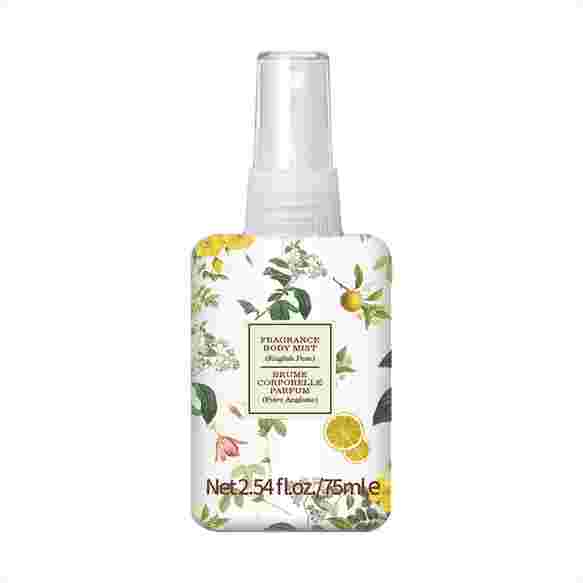 FRAGRANCE
BODY MIST
(English Pear)
BRUME
CORPORELLE
PARFUM
(Poire Anglaise)
Net 2.54 fl.oz./75ml e